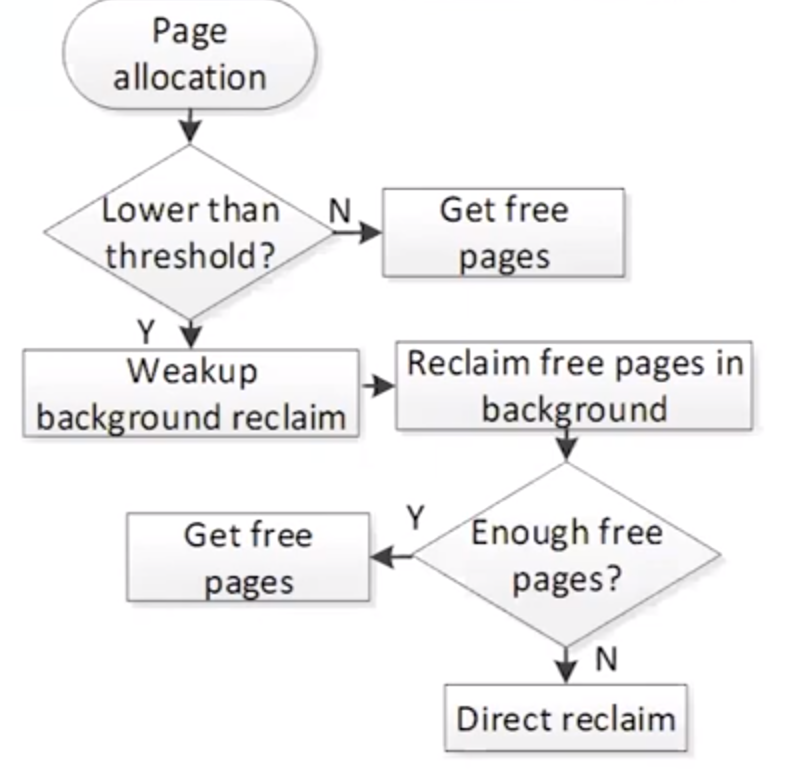 Page
allocation
Lower than
threshold?
N
Get free
pages
Y
Weakup
background reclaim
Reclaim free pages in
background
Y
Get free
pages
Enough free
pages?
N
Direct reclaim